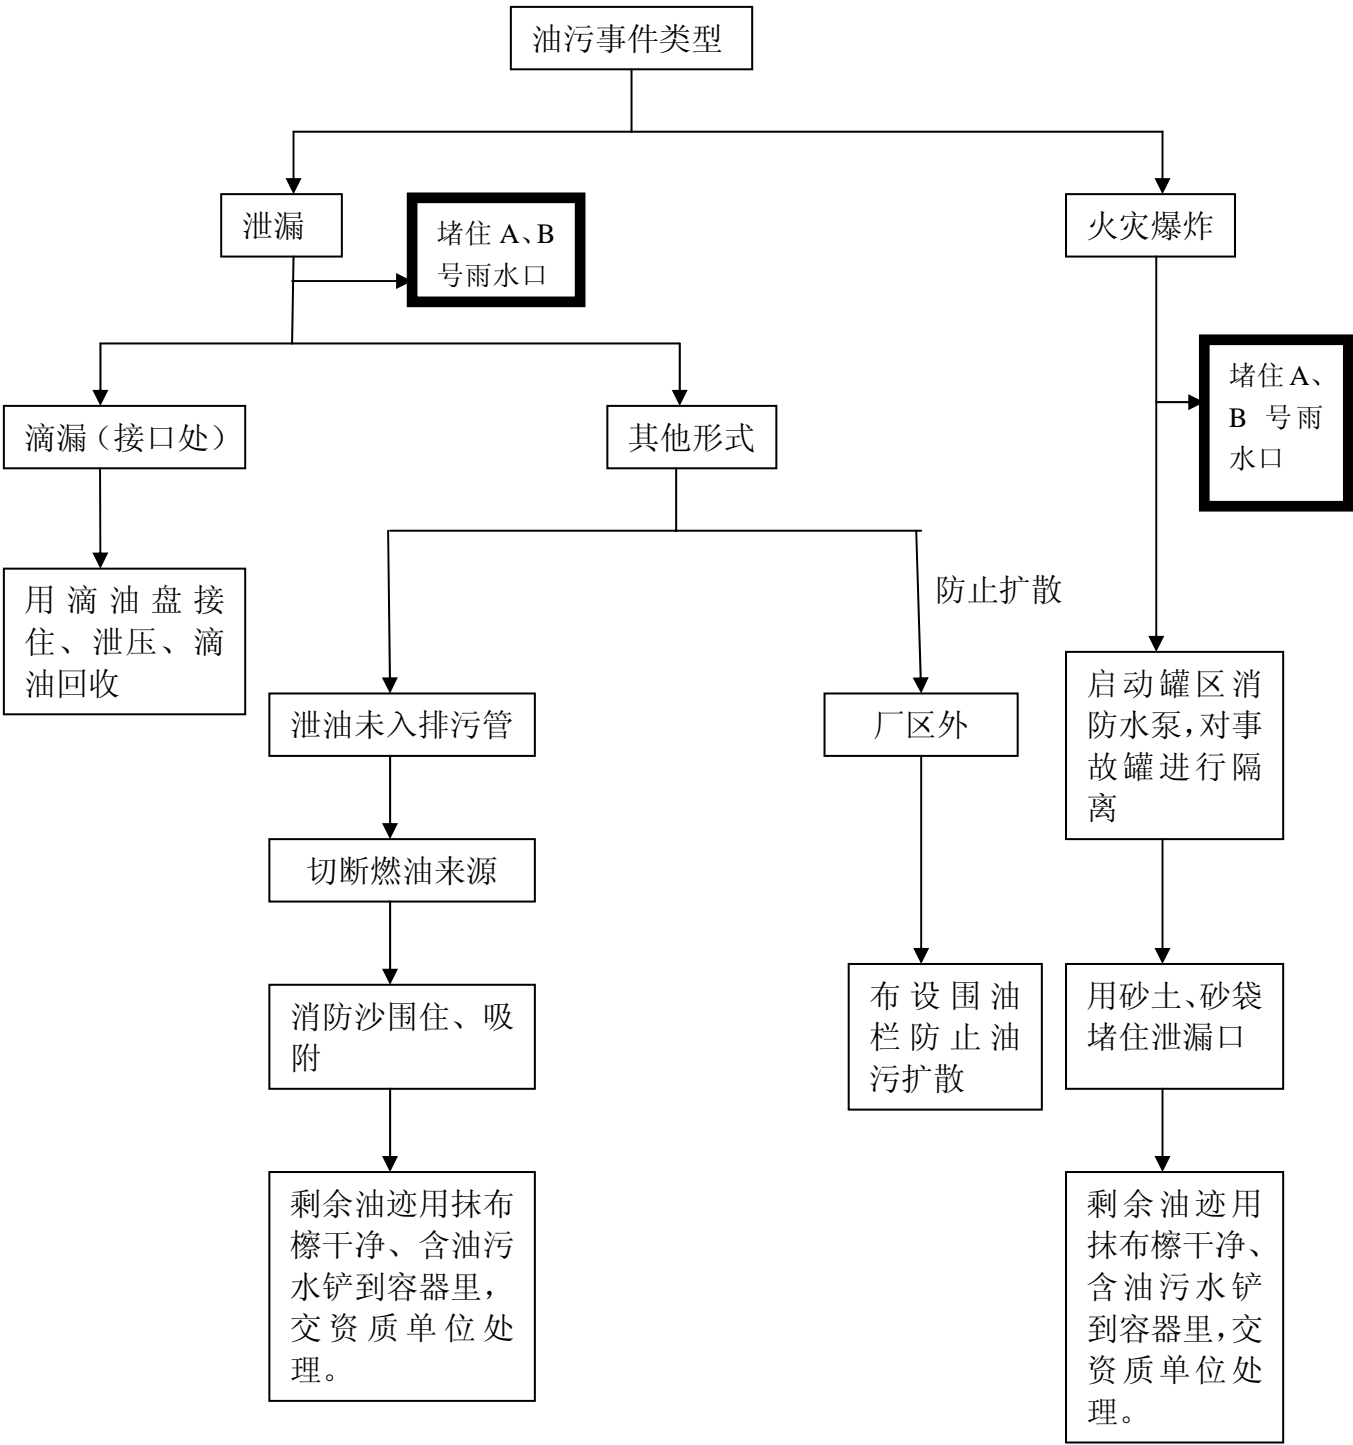 油污事件类型
泄漏
堵住 A、B
号雨水口
火灾爆炸
堵住 A、
B 号雨
水口
滴漏（接口处）
其他形式
防止扩散
用滴油盘接
住、泄压、滴
油回收
泄油未入排污管
厂区外
启动罐区消
防水泵，对事
故罐进行隔
离
切断燃油来源
消防沙围住、吸
附
布设围油
栏防止油
污扩散
用砂土、砂袋
堵住泄漏口
剩余油迹用抹布
檫干净、含油污
水铲到容器里，
交资质单位处
理。
剩余油迹用
抹布檫干净、
含油污水铲
到容器里，交
资质单位处
理。